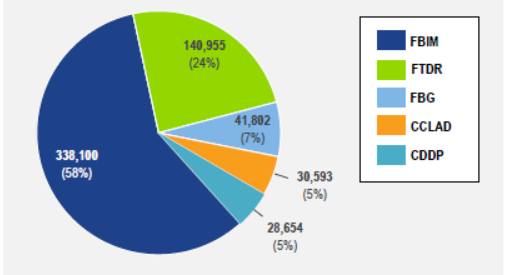 140,955
(24%)
41,802
(7%)
338,100
(58%)
30,593
(5%)
28,654
(5%)
FBIM
FTDR
FBG
CCLAD
CDDP